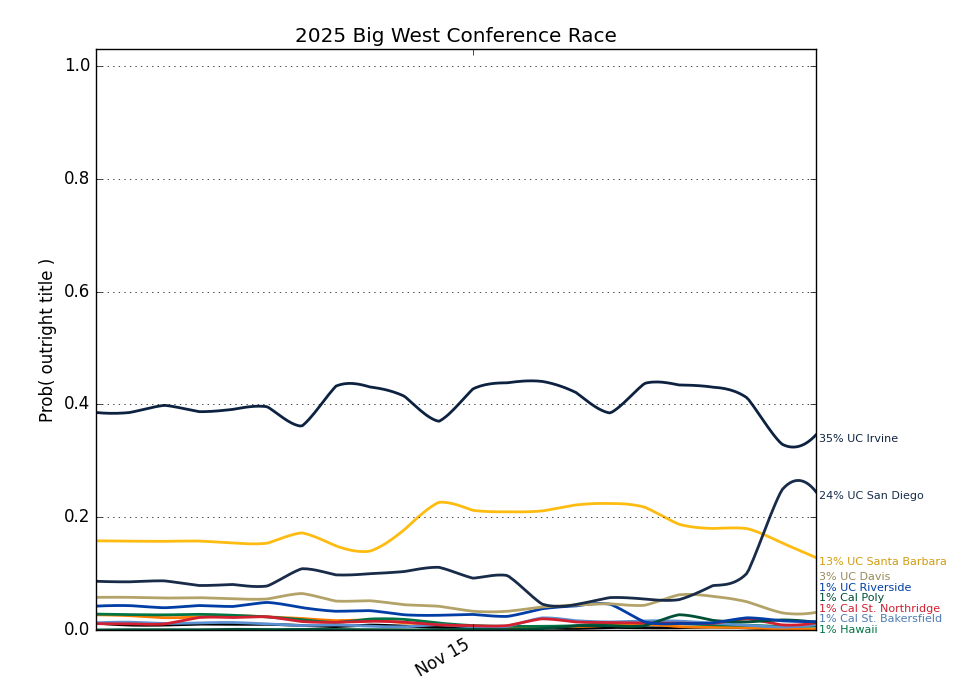 2025 Big West Conference Race
1.0
0.8
0.6
0.4
0.2
0.0
Prob( outright title )
Nov 15
35% UC Irvine
24% UC San Diego
13% UC Santa Barbara
3% UC Davis
1% UC Riverside
1% Cal Poly
1% Cal St. Northridge
1% Cal St. Bakersfield
1% Hawaii